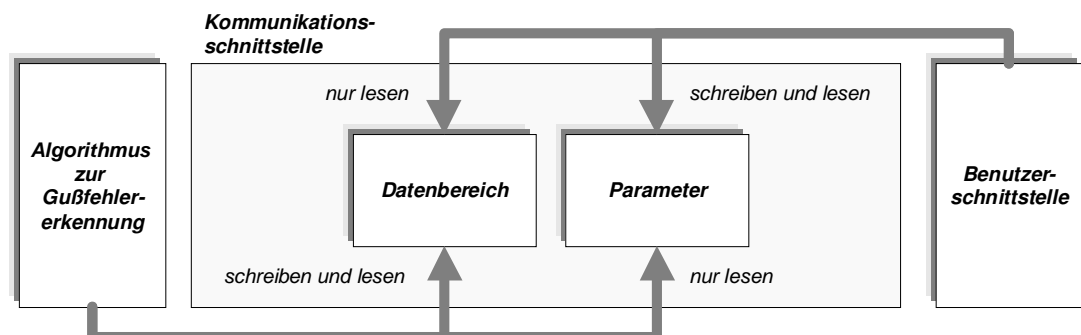 Kommunikations-
schnittstelle
nur lesen
schreiben und lesen
Algorithmus
zur
Gußfehler-
erkennung
Datenbereich
Parameter
Benutzer-
schnittstelle
schreiben und lesen
nur lesen